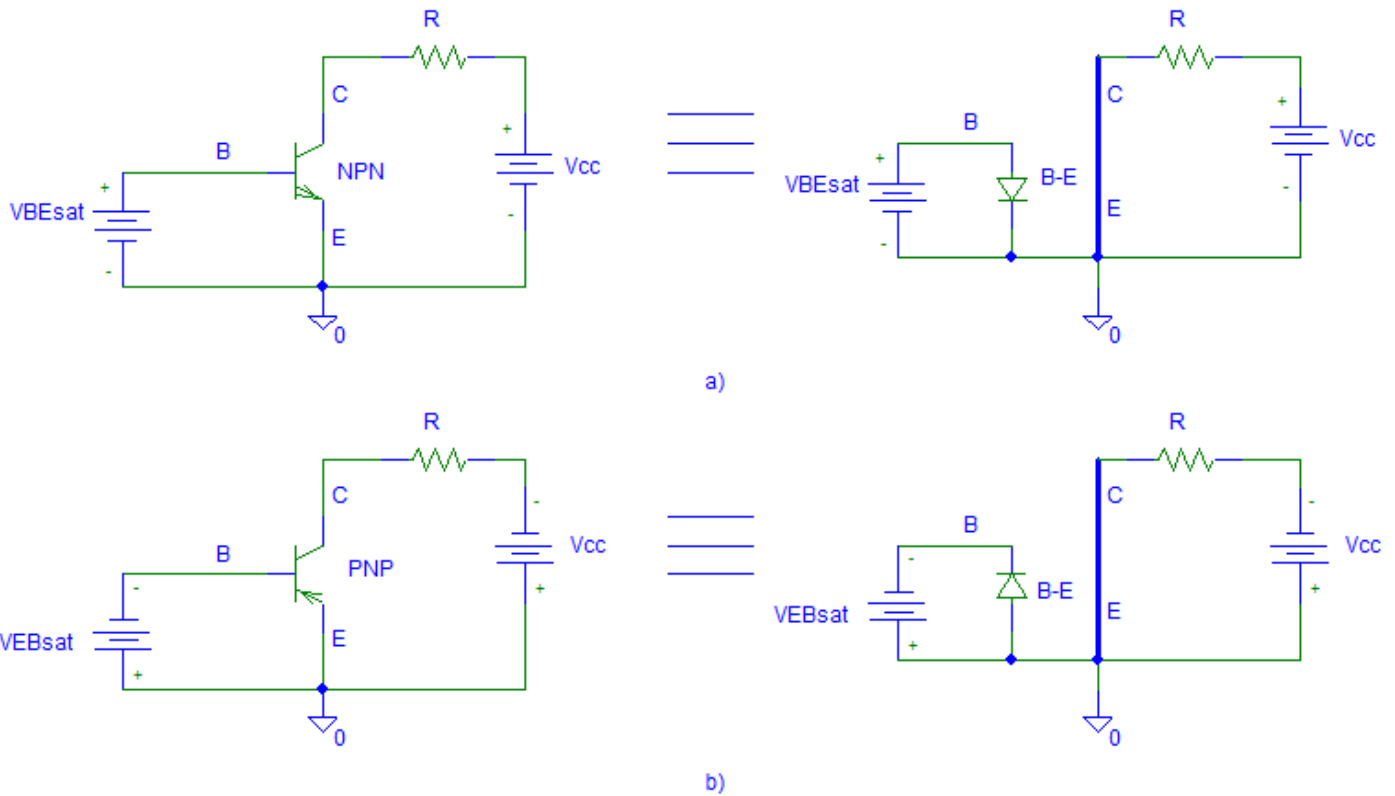 R
R
C
C
+
+
B
B
NPN
Vcc
Vcc
+
+
B-E
VBEsat
VBEsat
-
-
E
E
-
-
0
0
a)
R
R
C
C
-
-
B
B
PNP
Vcc
Vcc
-
-
B-E
VEBsat
VEBsat
+
+
E
E
+
+
0
0
b)